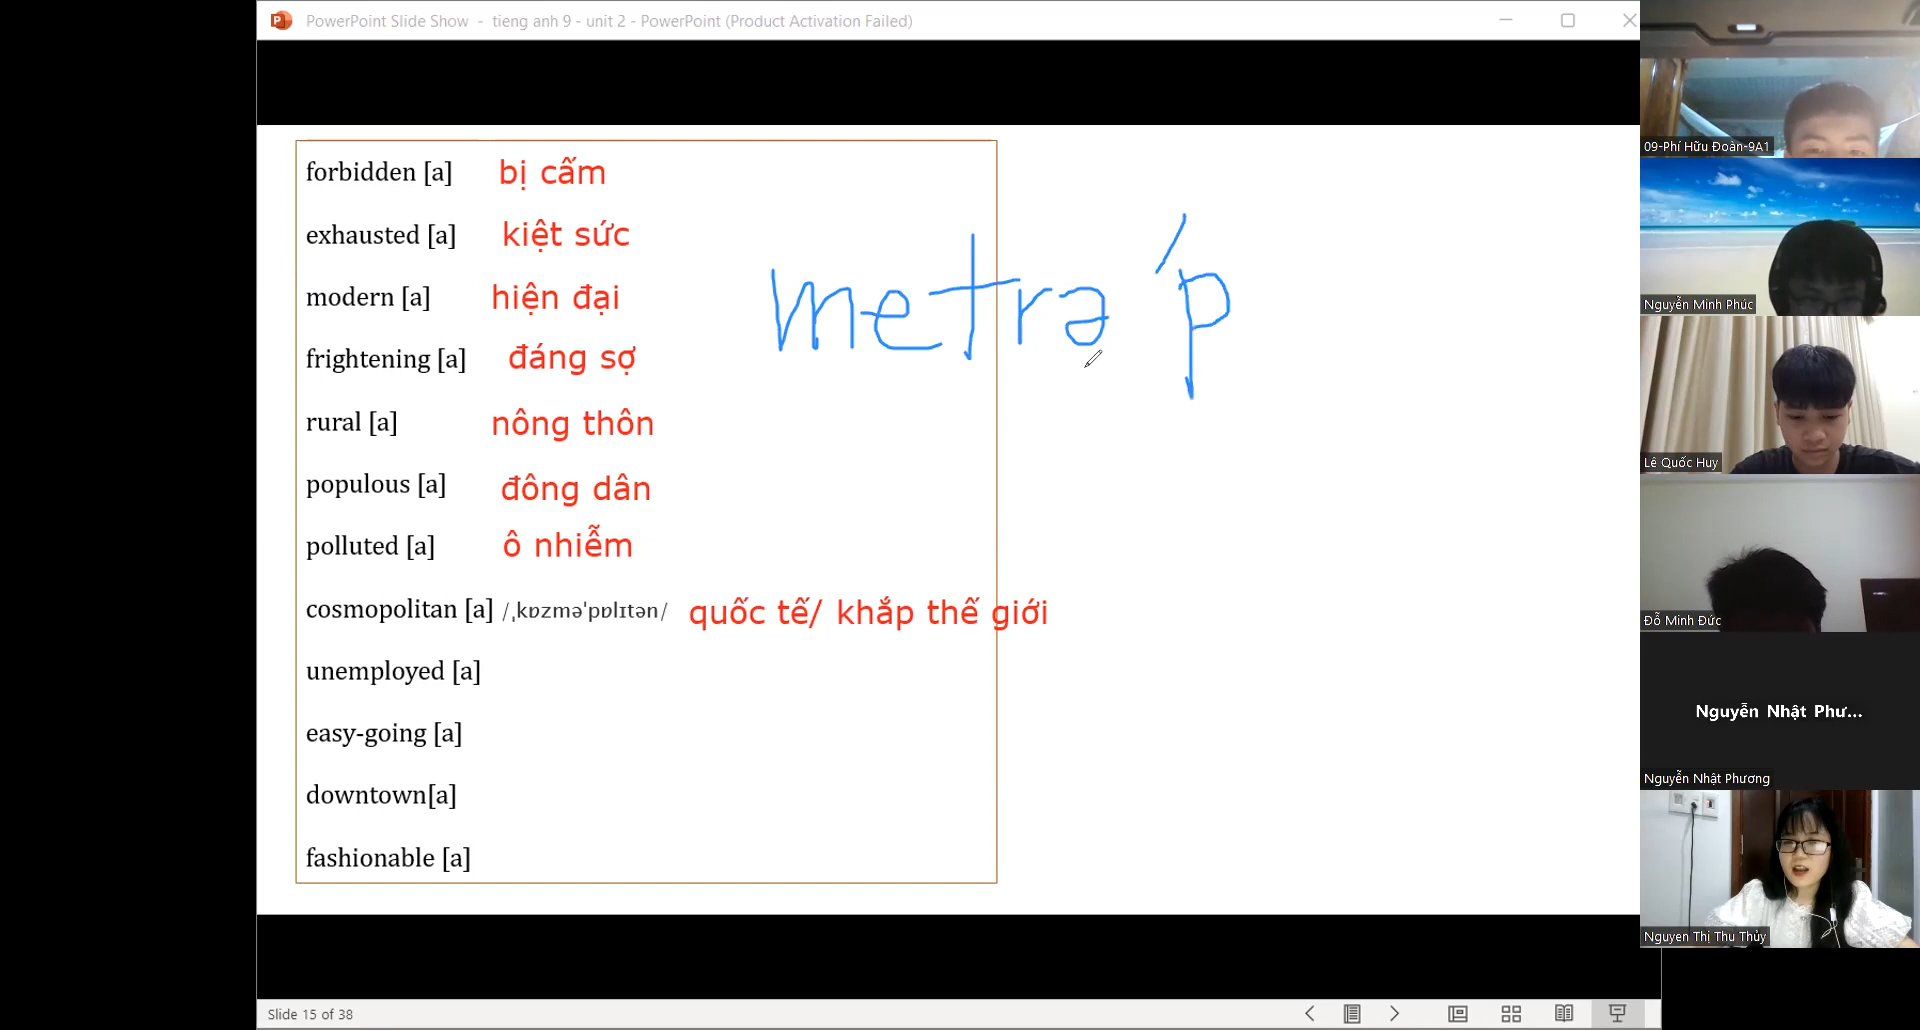 PowerPoint Slide Show - tieng anh 9 - unit 2 - PowerPoint (Product Activation Failed)
forbidden [a] bị cấm
exhausted [a] kiệt sức
modern [a] hiện đại
frightening [a] đáng sợ
rural [a] nông thôn
populous [a] đông dân
polluted [a] ô nhiễm
cosmopolitan [a] /ˌkɒzməˈpɒlɪtən/ quốc tế/ khắp thế giới
unemployed [a]
easy-going [a]
downtown[a]
fashionable [a]
metrə ˈp
09-Phí Hữu Đoàn-9A1
Nguyễn Minh Phúc
Lê Quốc Huy
Đỗ Minh Đức
Nguyễn Nhật Phư...
Nguyễn Nhật Phương
Nguyen Thị Thu Thủy
Slide 15 of 38